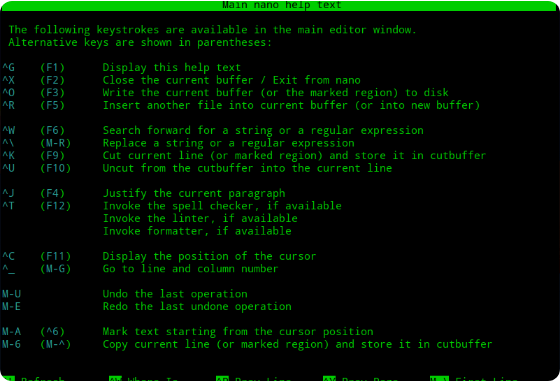 Main nano help text
The following keystrokes are available in the main editor window.
Alternative keys are shown in parentheses:
^G (F1) Display this help text
^X (F2) Close the current buffer / Exit from nano
^O (F3) Write the current buffer (or the marked region) to disk
^R (F5) Insert another file into current buffer (or into new buffer)
^W (F6) Search forward for a string or a regular expression
^\ (M-R) Replace a string or a regular expression
^K (F9) Cut current line (or marked region) and store it in cutbuffer
^U (F10) Uncut from the cutbuffer into the current line
^J (F4) Justify the current paragraph
^T (F12) Invoke the spell checker, if available
Invoke the linter, if available
Invoke formatter, if available
^C (F11) Display the position of the cursor
^_ (M-G) Go to line and column number
M-U Undo the last operation
M-E Redo the last undone operation
M-A (^6) Mark text starting from the cursor position
M-6 (M-^) Copy current line (or marked region) and store it in cutbuffer
Refresh ^W Where Is Prev Line ^Y Prev Page First Line